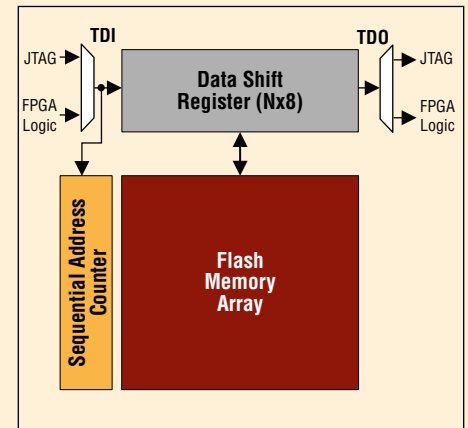 TDI
TDO
JTAG
FPGA
Logic
Data Shift
Register (Nx8)
JTAG
FPGA
Logic
Sequential Address
Counter
Flash
Memory
Array